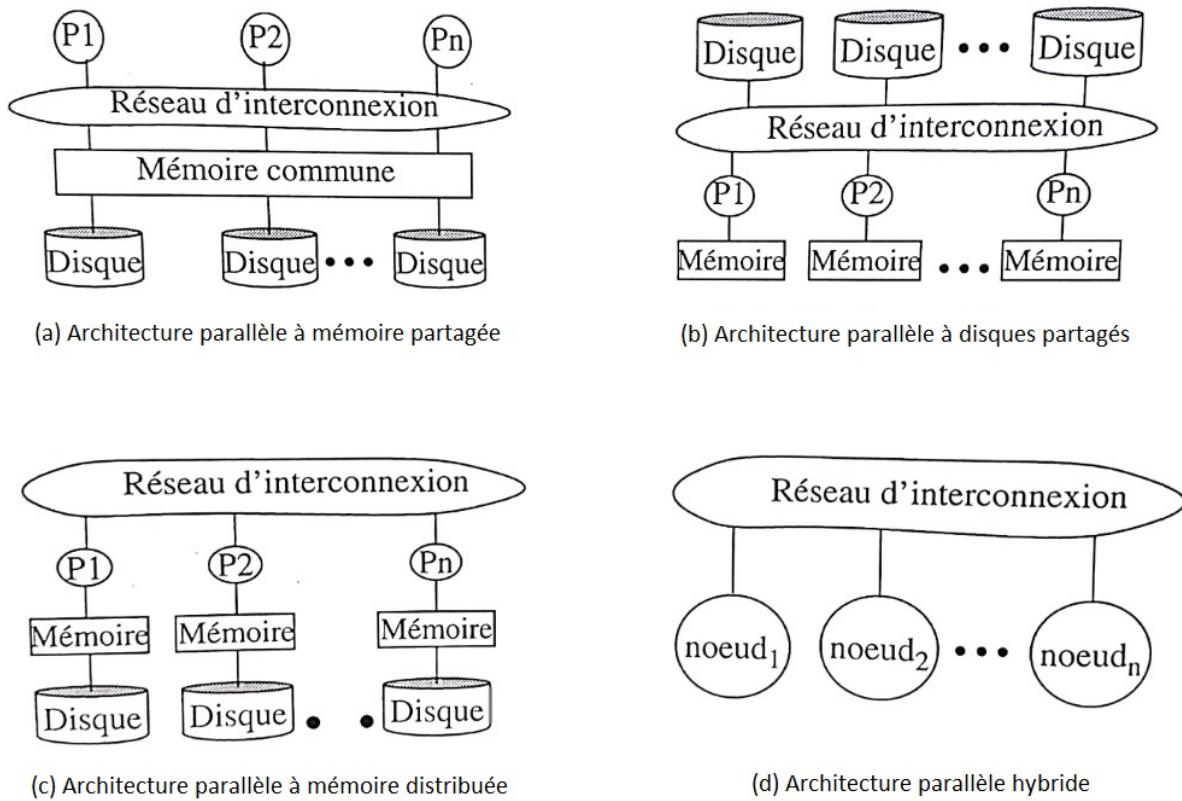 P1 P2 Pn
Réseau d'interconnexion
Mémoire commune
Disque Disque ••• Disque
(a) Architecture parallèle à mémoire partagée
Disque Disque ••• Disque
Réseau d'interconnexion
P1 P2 Pn
Mémoire Mémoire ••• Mémoire
(b) Architecture parallèle à disques partagés
Réseau d'interconnexion
P1 P2 Pn
Mémoire Mémoire Mémoire
Disque Disque • • Disque
(c) Architecture parallèle à mémoire distribuée
Réseau d'interconnexion
noeud₁ noeud₂ ••• noeudₙ
(d) Architecture parallèle hybride